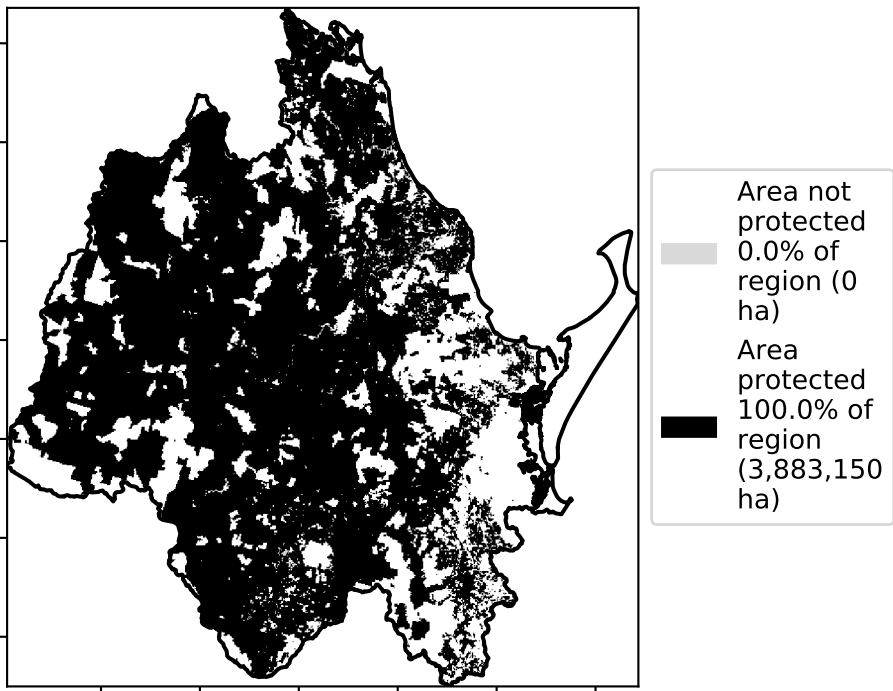 Area not
protected
0.0% of
region (0
ha)
Area
protected
100.0% of
region
(3,883,150
ha)